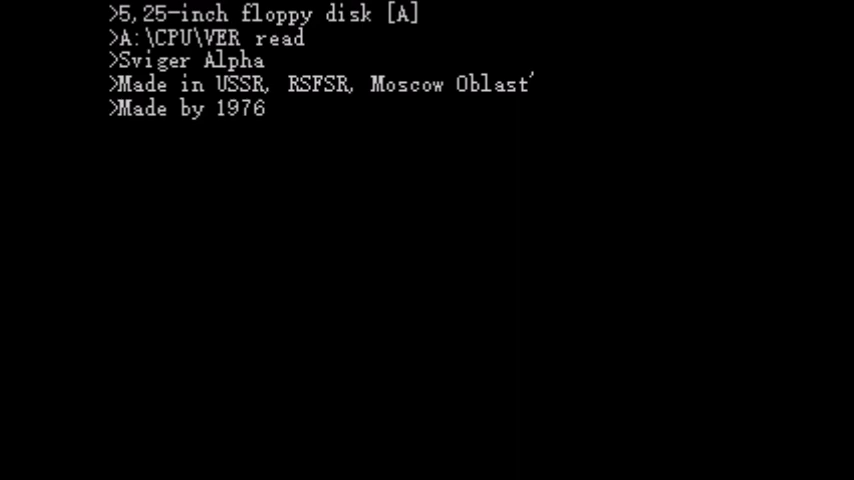 >5,25-inch floppy disk [A]
>A:\CPU\VER read
>Sviger Alpha
>Made in USSR, RSFSR, Moscow Oblast'
>Made by 1976